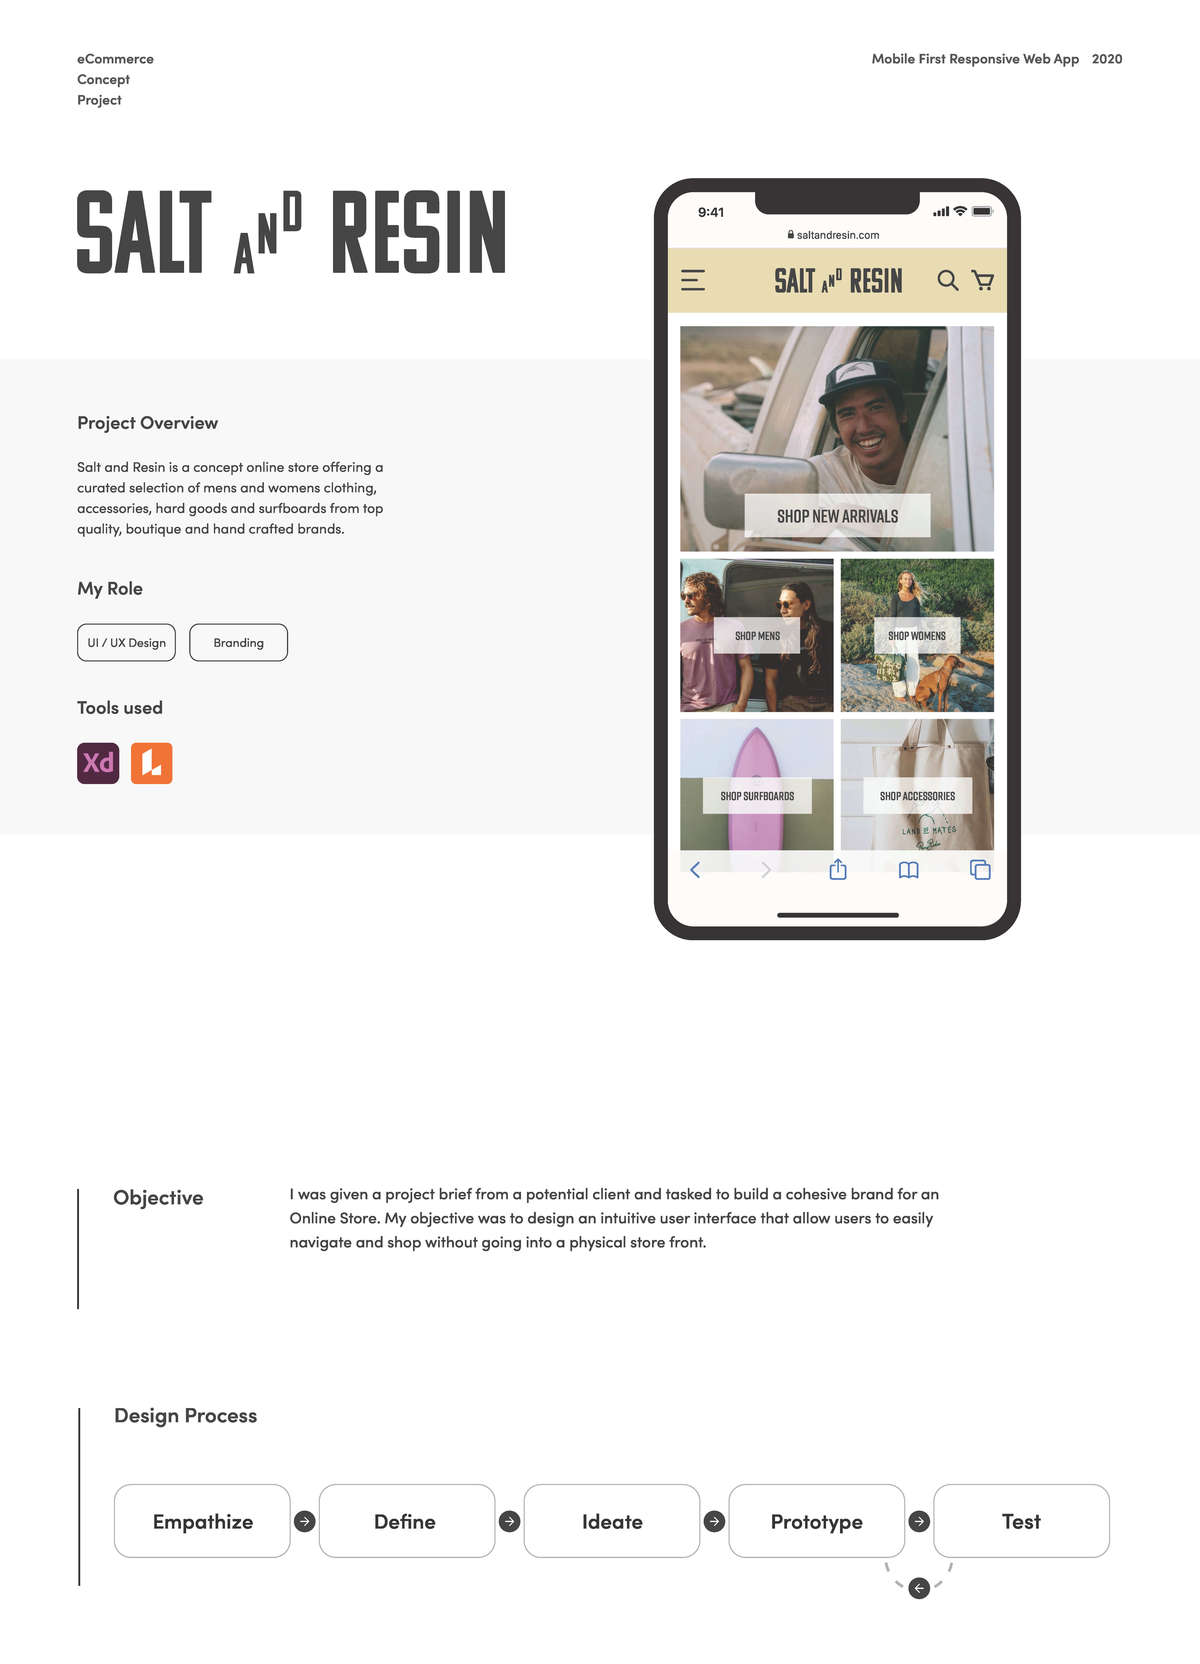 eCommerce
Concept
Project
Mobile First Responsive Web App 2020
SALT AND RESIN
9:41
saltandresin.com
SALT AND RESIN
SHOP NEW ARRIVALS
SHOP MENS
SHOP WOMENS
SHOP SURFBOARDS
SHOP ACCESSORIES
LAND OF MATES
Project Overview
Salt and Resin is a concept online store offering a
curated selection of mens and womens clothing,
accessories, hard goods and surfboards from top
quality, boutique and hand crafted brands.
My Role
UI / UX Design
Branding
Tools used
Xd
Objective
I was given a project brief from a potential client and tasked to build a cohesive brand for an
Online Store. My objective was to design an intuitive user interface that allow users to easily
navigate and shop without going into a physical store front.
Design Process
Empathize
Define
Ideate
Prototype
Test